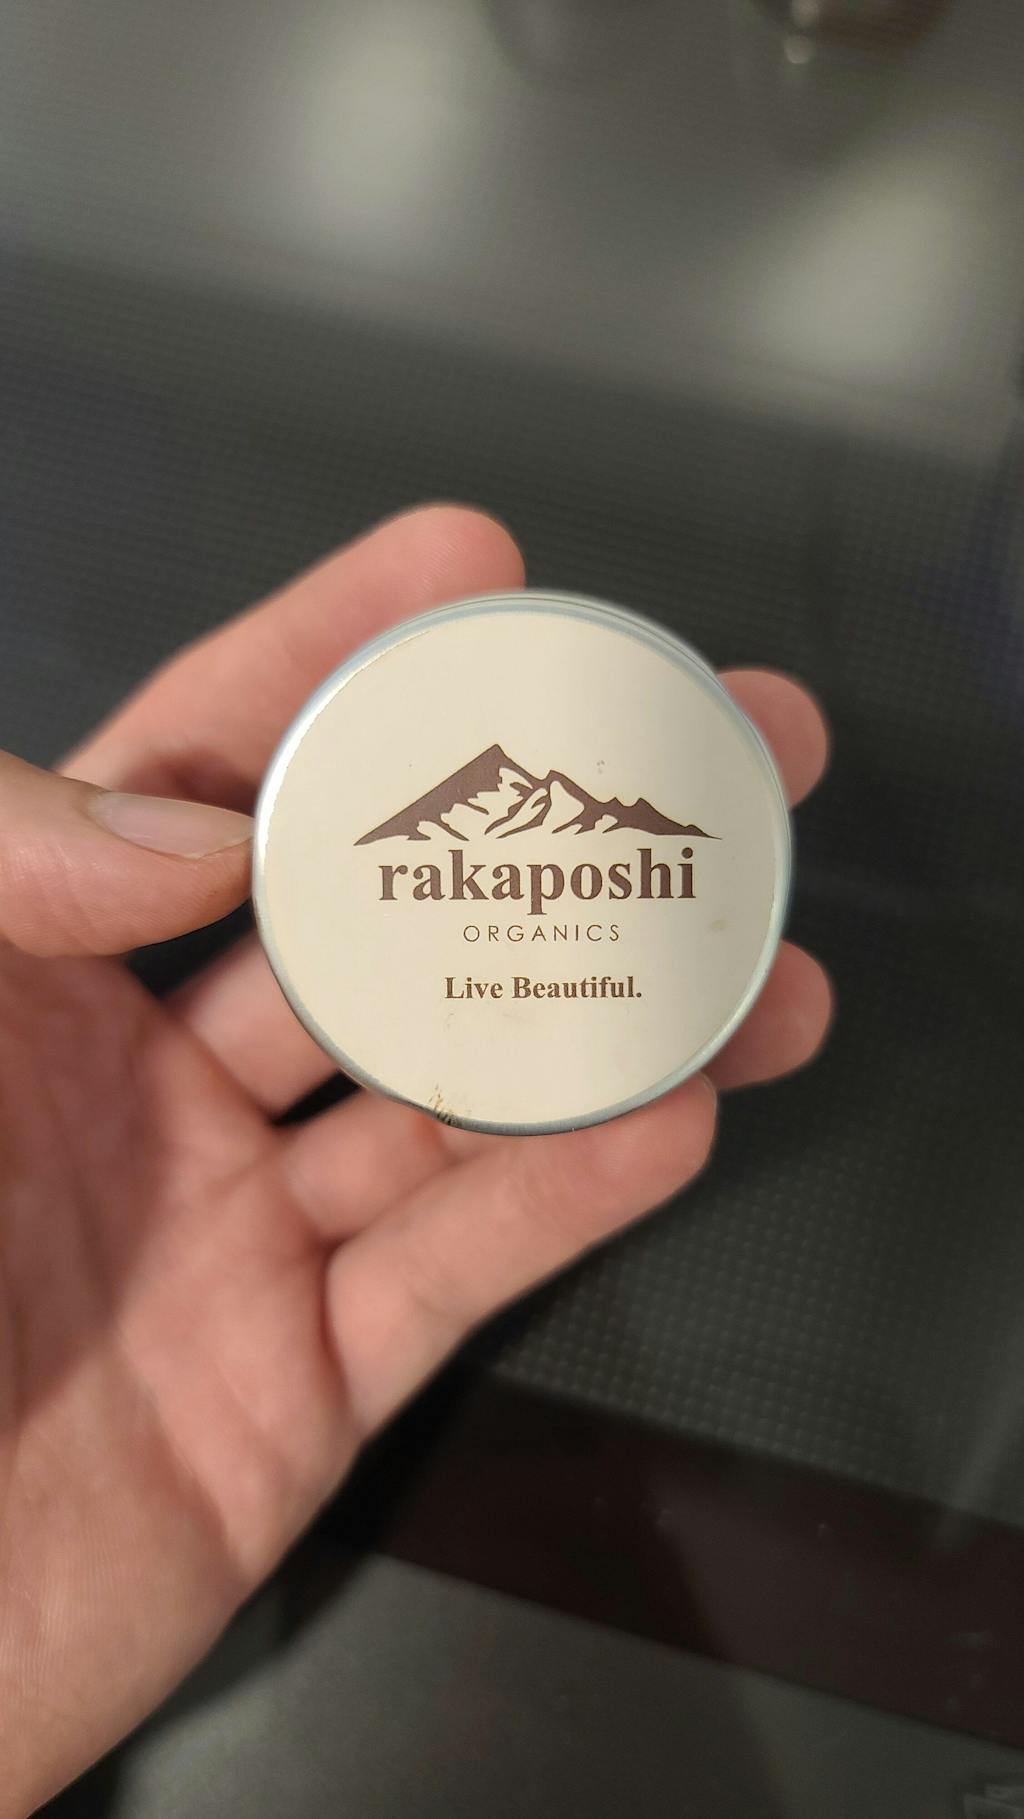 rakaposhi
ORGANICS
Live Beautiful.